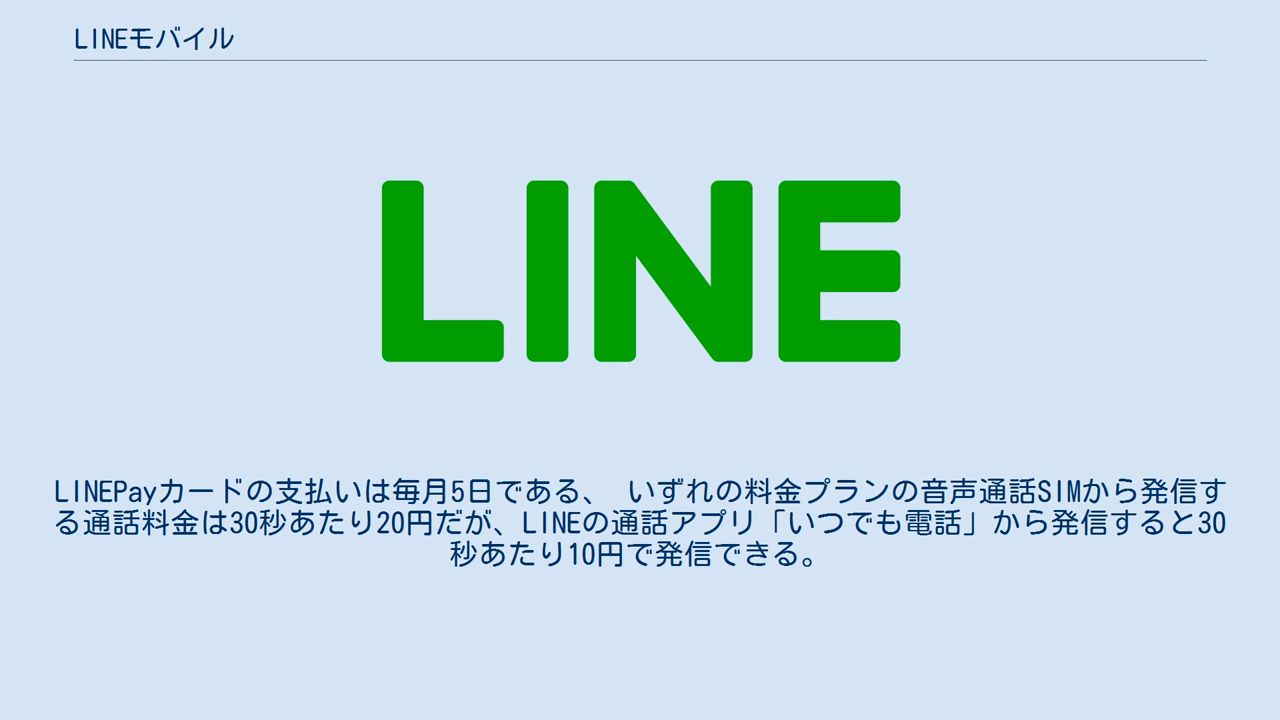 LINEモバイル
LINE
LINEPayカードの支払いは毎月5日である、 いずれの料金プランの音声通話SIMから発信す
る通話料金は30秒あたり20円だが、LINEの通話アプリ「いつでも電話」から発信すると30
秒あたり10円で発信できる。